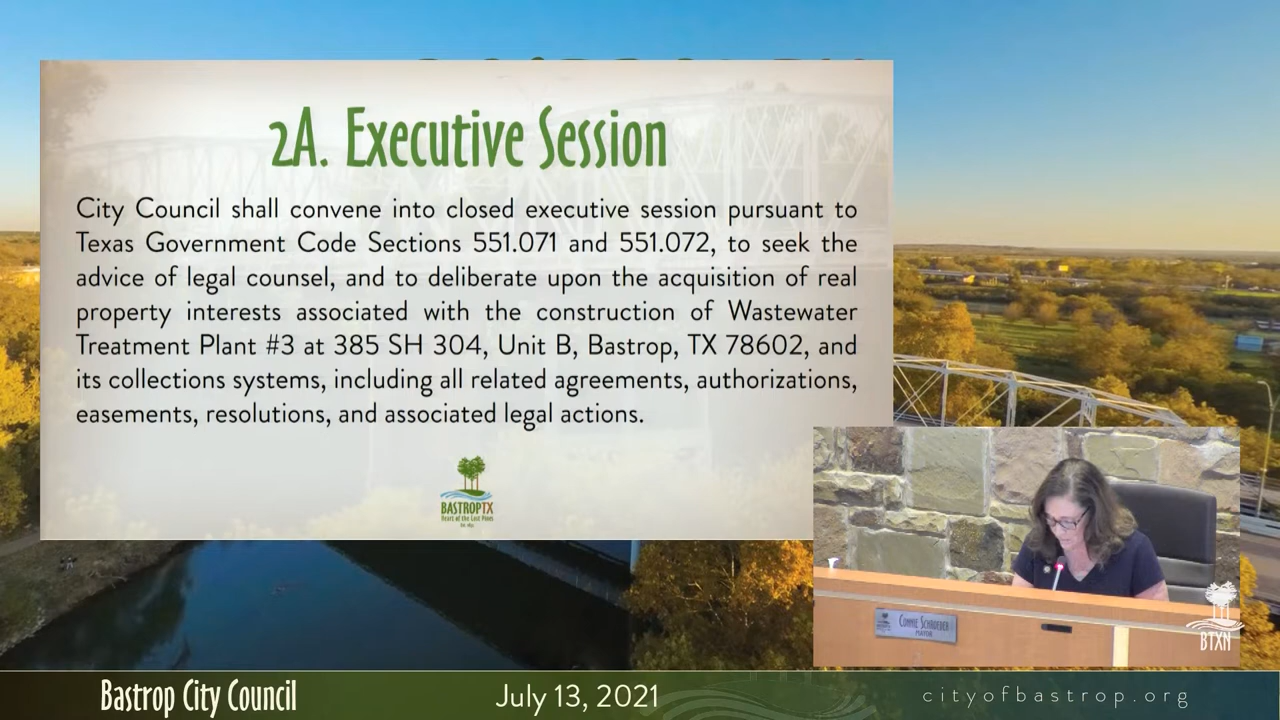 2A. Executive Session
City Council shall convene into closed executive session pursuant to
Texas Government Code Sections 551.071 and 551.072, to seek the
advice of legal counsel, and to deliberate upon the acquisition of real
property interests associated with the construction of Wastewater
Treatment Plant #3 at 385 SH 304, Unit B, Bastrop, TX 78602, and
its collections systems, including all related agreements, authorizations,
easements, resolutions, and associated legal actions.
BASTROPTX
Heart of the Lost Pines
Connie Schroeder
MAYOR
BTXN
Bastrop City Council
July 13, 2021
cityofbastrop.org